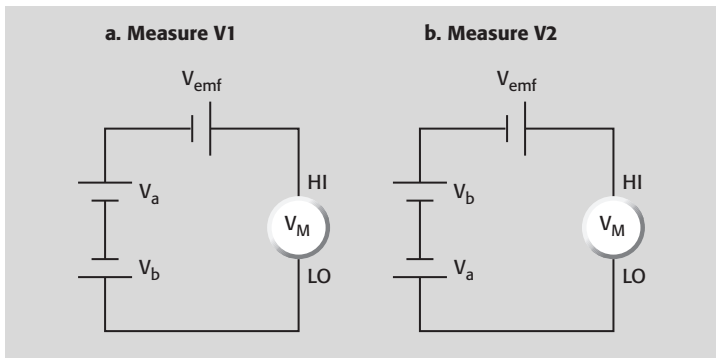 a. Measure V1
b. Measure V2
Vemf
Va
Vb
HI
VM
LO
Vemf
Vb
Va
HI
VM
LO